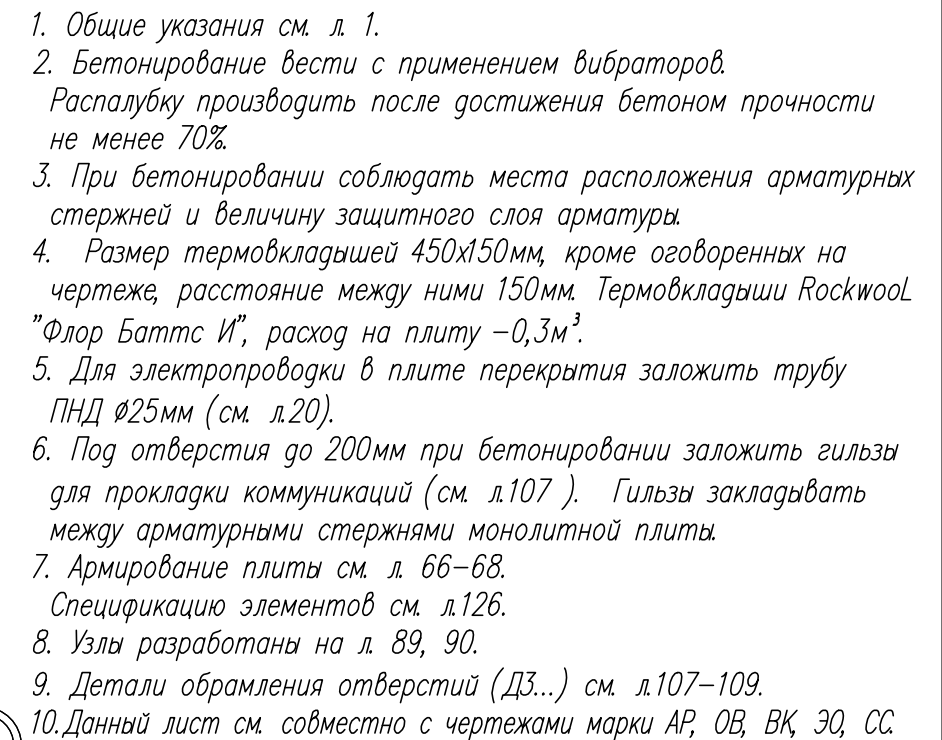 1. Общие указания см. л. 1.
2. Бетонирование вести с применением вибраторов.
Распалубку производить после достижения бетоном прочности
не менее 70%.
3. При бетонировании соблюдать места расположения арматурных
стержней и величину защитного слоя арматуры.
4. Размер термовкладышей 450х150мм, кроме оговоренных на
чертеже, расстояние между ними 150мм. Термовкладыши RockwooL
"Флор Баттс И", расход на плиту –0,3м³.
5. Для электропроводки в плите перекрытия заложить трубу
ПНД ø25мм (см. л.20).
6. Под отверстия до 200мм при бетонировании заложить гильзы
для прокладки коммуникаций (см. л.107 ). Гильзы закладывать
между арматурными стержнями монолитной плиты.
7. Армирование плиты см. л. 66–68.
Спецификацию элементов см. л.126.
8. Узлы разработаны на л. 89, 90.
9. Детали обрамления отверстий (Д3...) см. л.107–109.
10.Данный лист см. совместно с чертежами марки АР, ОВ, ВК, ЭО, СС.